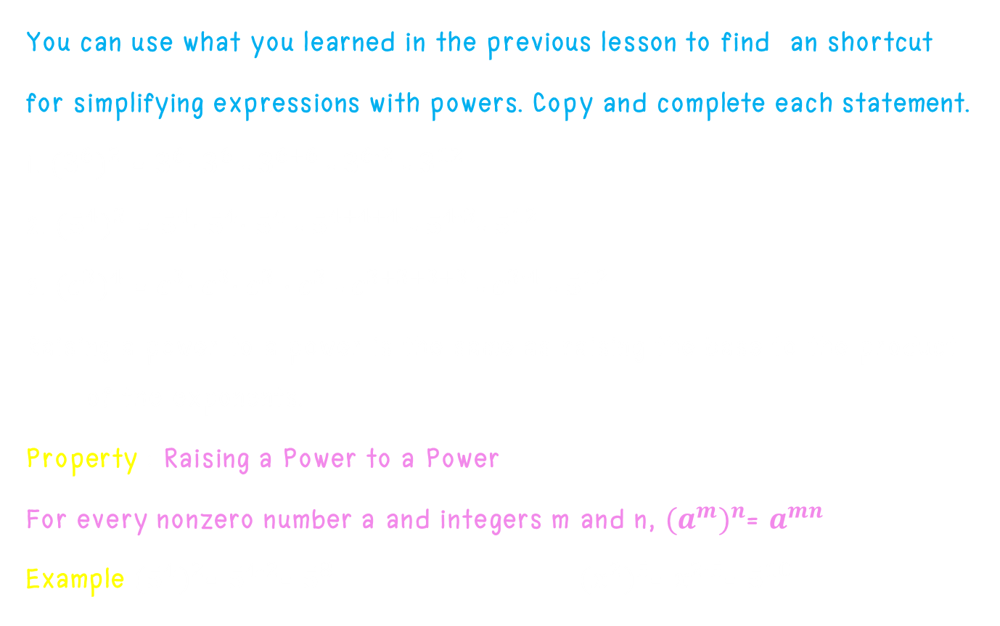 You can use what you learned in the previous lesson to find  an shortcut
for simplifying expressions with powers. Copy and complete each statement.
Property   Raising a Power to a Power
For every nonzero number a and integers m and n, $(a^m)^n$= $a^{mn}$
Example